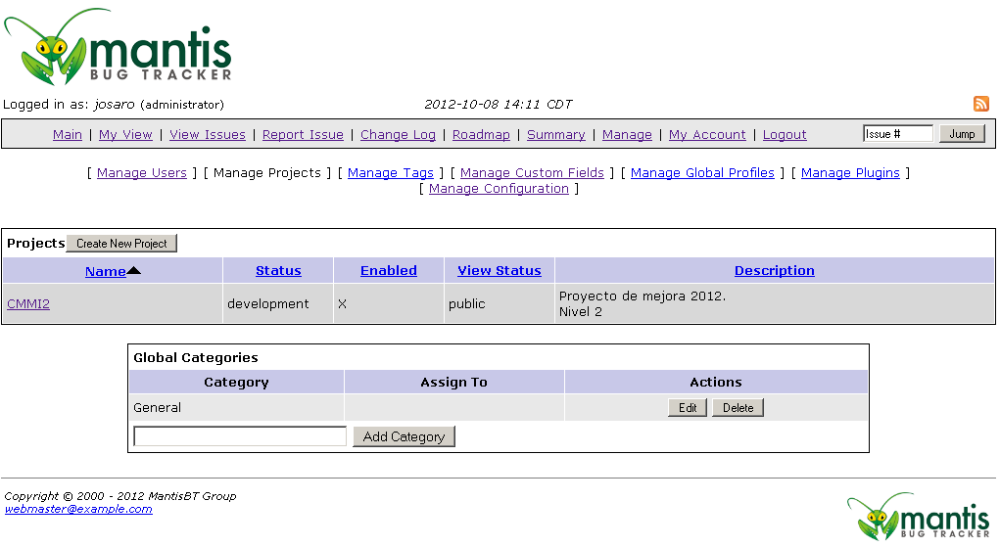 mantis
BUG TRACKER
Logged in as: josaro (administrator) 2012-10-08 14:11 CDT
Main | My View | View Issues | Report Issue | Change Log | Roadmap | Summary | Manage | My Account | Logout Issue # Jump
[ Manage Users ] [ Manage Projects ] [ Manage Tags ] [ Manage Custom Fields ] [ Manage Global Profiles ] [ Manage Plugins ]
[ Manage Configuration ]
Projects Create New Project
Name Status Enabled View Status Description
CMMI2 development X public Proyecto de mejora 2012.
Nivel 2
Global Categories
Category Assign To Actions
General Edit Delete
Add Category
Copyright © 2000 - 2012 MantisBT Group
webmaster@example.com
mantis
BUG TRACKER